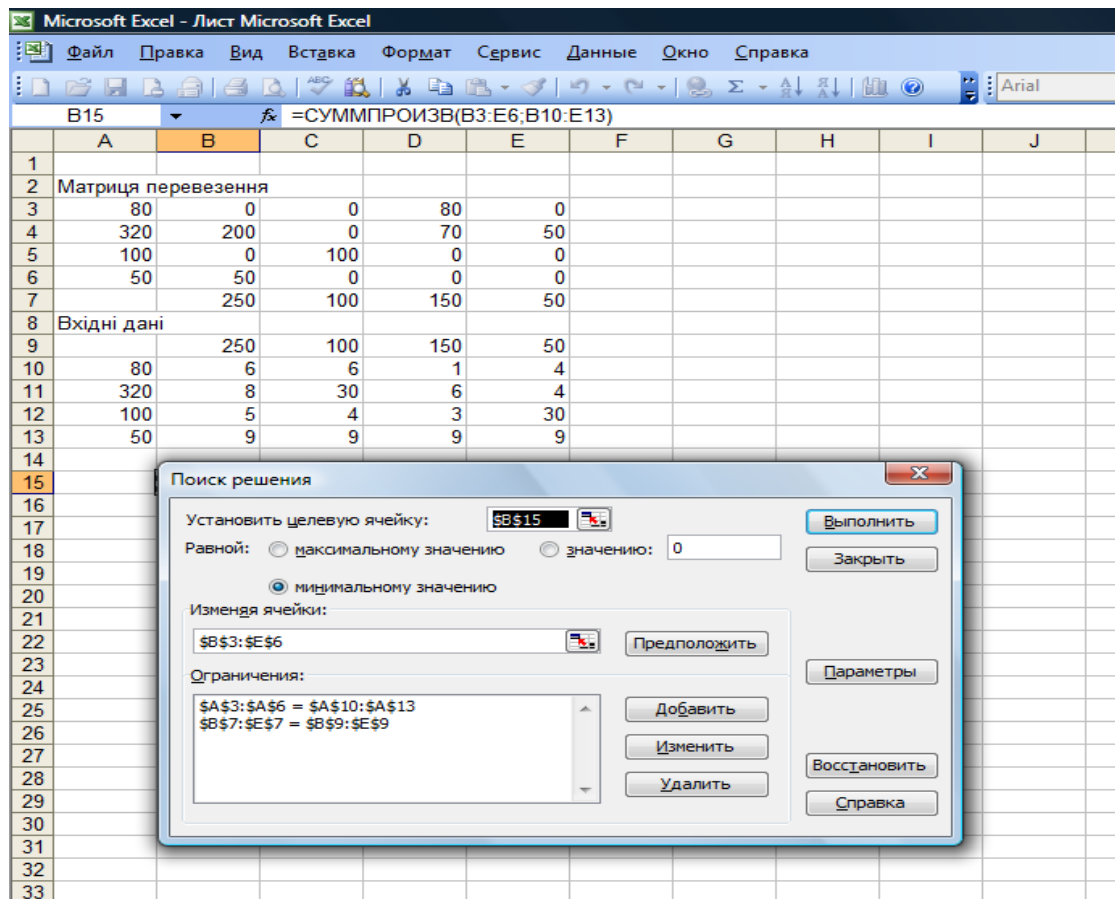 Microsoft Excel - Лист Microsoft Excel
Файл Правка Вид Вставка Формат Сервис Данные Окно Справка
Arial
B15 fx =СУММПРОИЗВ(B3:E6;B10:E13)
A B C D E F G H I J
1
2 Матриця перевезення
3 80 0 0 80 0
4 320 200 0 70 50
5 100 0 100 0 0
6 50 50 0 0 0
7 250 100 150 50
8 Вхідні дані
9 250 100 150 50
10 80 6 6 1 4
11 320 8 30 6 4
12 100 5 4 3 30
13 50 9 9 9 9
14
15 Поиск решения
16
17 Установить целевую ячейку: $B$15 Выполнить
18 Равной: максимальному значению значению: 0 Закрыть
19
20 минимальному значению
21 Изменяя ячейки:
22 $B$3:$E$6 Предположить
23 Параметры
24 Ограничения:
25 $A$3:$A$6 = $A$10:$A$13 Добавить
26 $B$7:$E$7 = $B$9:$E$9
27 Изменить
28 Восстановить
29 Удалить Справка
30
31
32
33